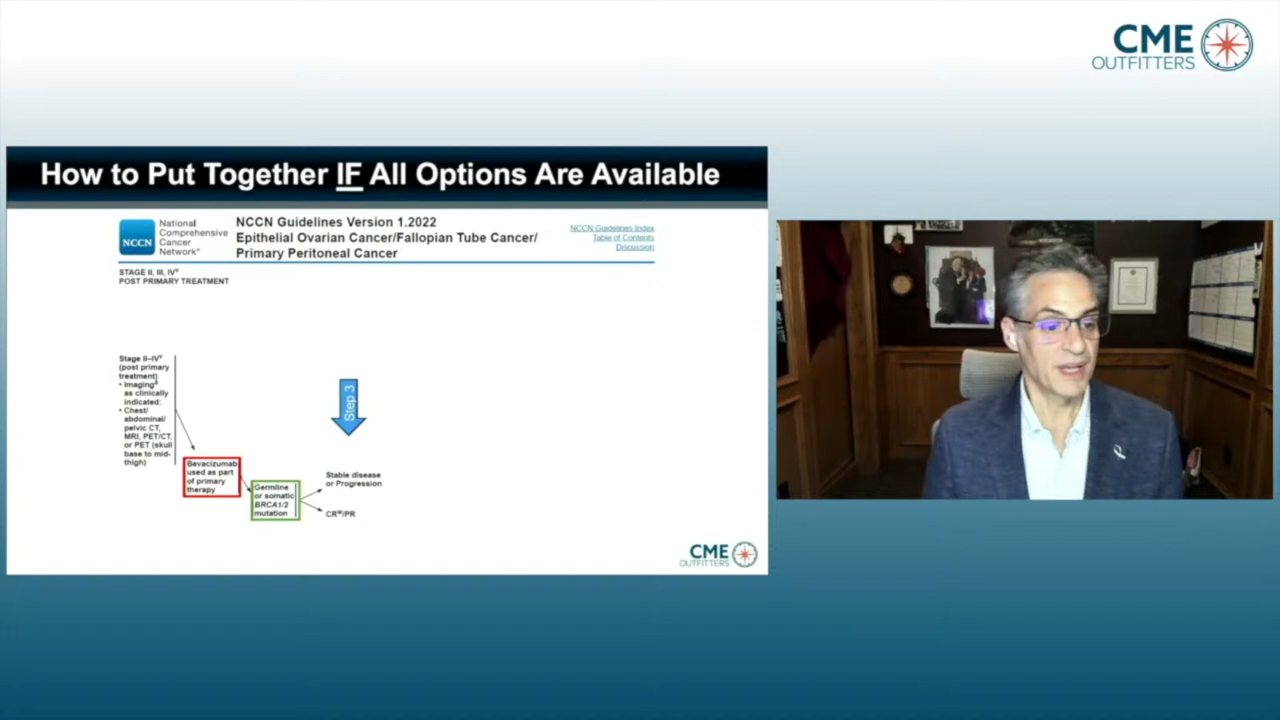 CME
OUTFITTERS
How to Put Together IF All Options Are Available
NCCN
National
Comprehensive
Cancer
Network®
NCCN Guidelines Version 1.2022
Epithelial Ovarian Cancer/Fallopian Tube Cancer/
Primary Peritoneal Cancer
NCCN Guidelines Index
Table of Contents
Discussion
STAGE II, III, IV
POST PRIMARY TREATMENT
Stage II–IV
(post primary
treatment)
• Imaging
as clinically
indicated:
• Chest/
abdominal/
pelvic CT,
MRI, PET/CT,
or PET (skull
base to mid-
thigh)
Bevacizumab
used as part
of primary
therapy
Germline
or somatic
BRCA1/2
mutation
Step 3
Stable disease
or Progression
CR/PR
CME
OUTFITTERS